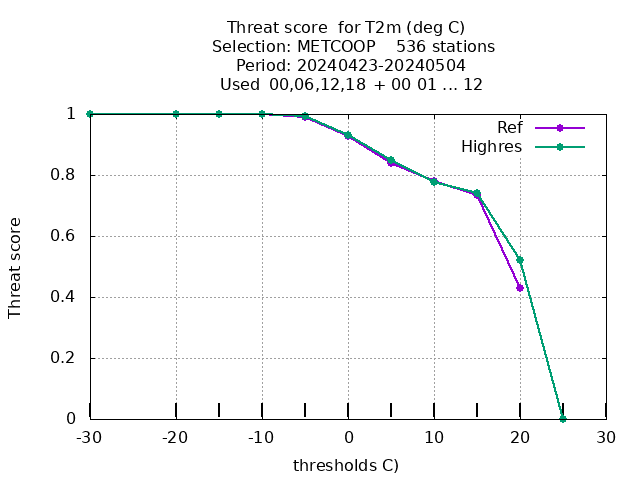 Threat score  for T2m (deg C)
Selection: METCOOP    536 stations
Period: 20240423-20240504
Used  00,06,12,18  + 00 01 ... 12
Ref
Highres
1
0.8
0.6
0.4
0.2
0
Threat score
-30 -20 -10 0 10 20 30
thresholds C)